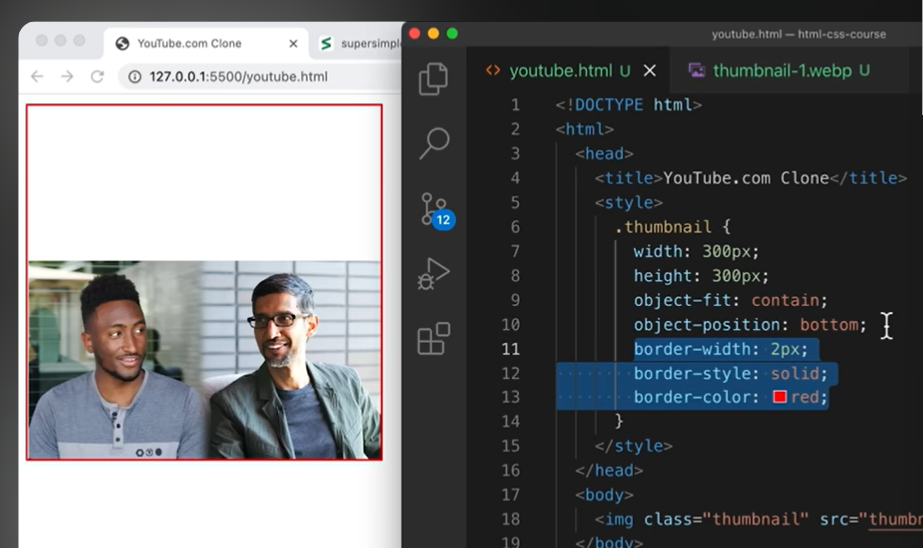 YouTube.com Clone
supersimple
127.0.0.1:5500/youtube.html
youtube.html — html-css-course
youtube.html U
thumbnail-1.webp U
12
1 <!DOCTYPE html>
2 <html>
3 <head>
4 <title>YouTube.com Clone</title>
5 <style>
6 .thumbnail {
7 width: 300px;
8 height: 300px;
9 object-fit: contain;
10 object-position: bottom;
11 border-width: 2px;
12 border-style: solid;
13 border-color: red;
14 }
15 </style>
16 </head>
17 <body>
18 <img class="thumbnail" src="thumbn
19 </body>